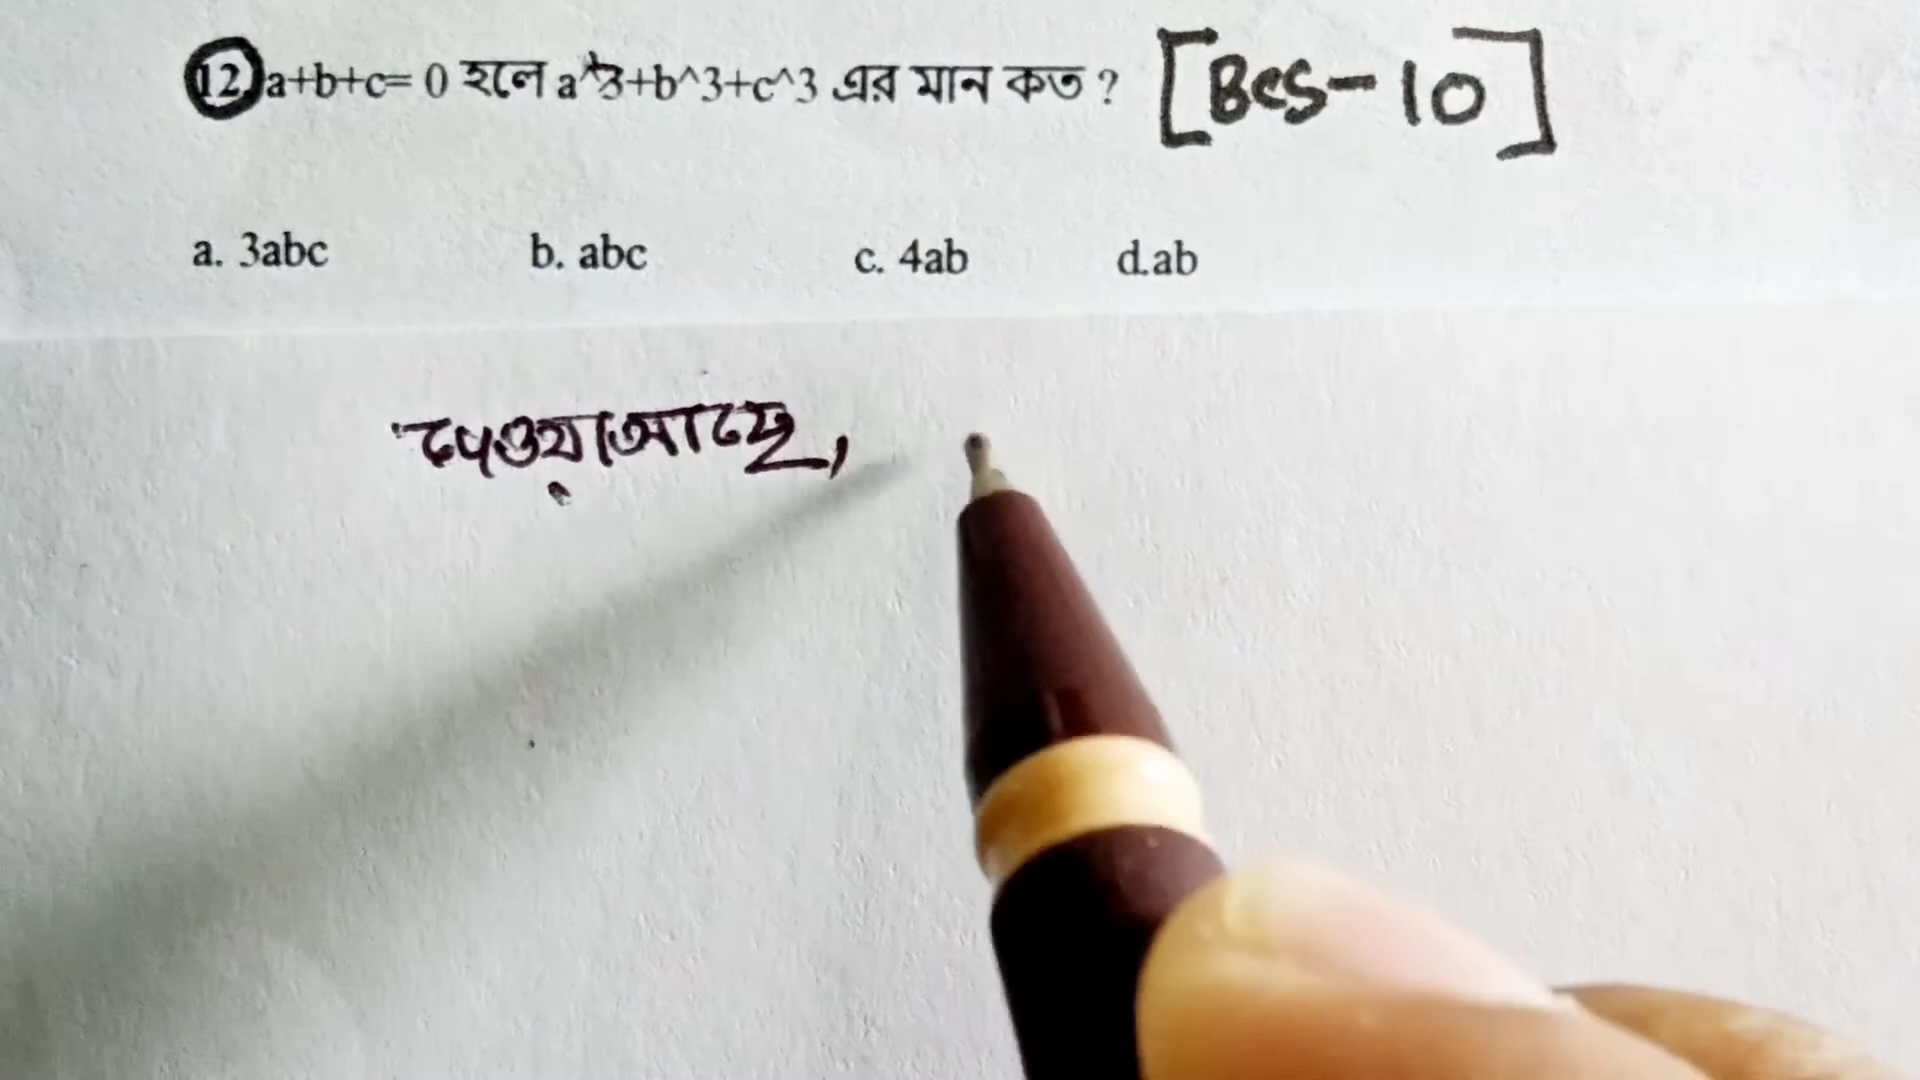 12. a+b+c= 0 হলে a^3+b^3+c^3 এর মান কত ? [BCS-10]
a. 3abc b. abc c. 4ab d.ab
দেওয়া আছে,